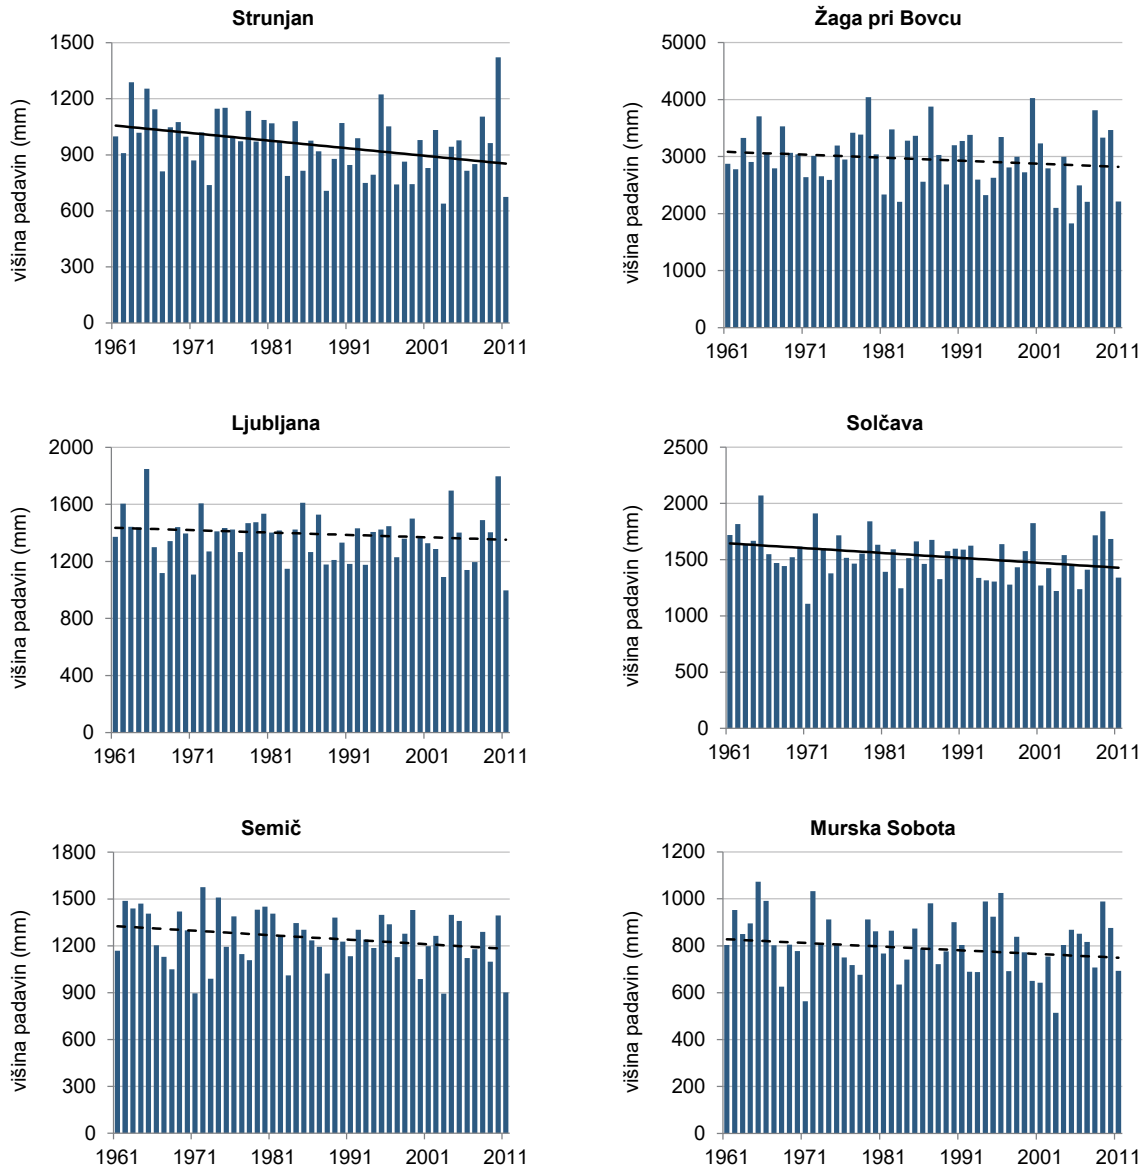 Strunjan
višina padavin (mm)
1500
1200
900
600
300
0
1961 1971 1981 1991 2001 2011
Žaga pri Bovcu
višina padavin (mm)
5000
4000
3000
2000
1000
0
1961 1971 1981 1991 2001 2011
Ljubljana
višina padavin (mm)
2000
1600
1200
800
400
0
1961 1971 1981 1991 2001 2011
Solčava
višina padavin (mm)
2500
2000
1500
1000
500
0
1961 1971 1981 1991 2001 2011
Semič
višina padavin (mm)
1800
1500
1200
900
600
300
0
1961 1971 1981 1991 2001 2011
Murska Sobota
višina padavin (mm)
1200
1000
800
600
400
200
0
1961 1971 1981 1991 2001 2011